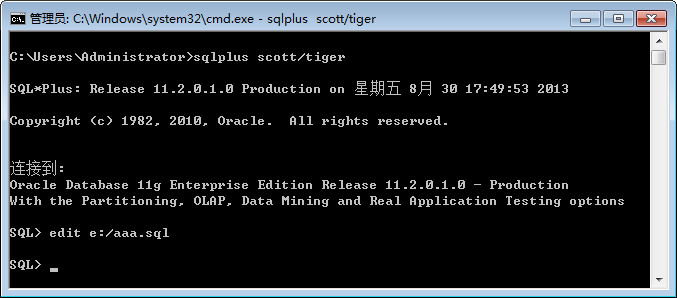 管理员: C:\Windows\system32\cmd.exe - sqlplus  scott/tiger
C:\Users\Administrator>sqlplus scott/tiger
SQL*Plus: Release 11.2.0.1.0 Production on 星期五 8月 30 17:49:53 2013
Copyright (c) 1982, 2010, Oracle.  All rights reserved.
连接到:
Oracle Database 11g Enterprise Edition Release 11.2.0.1.0 - Production
With the Partitioning, OLAP, Data Mining and Real Application Testing options
SQL> edit e:/aaa.sql
SQL>